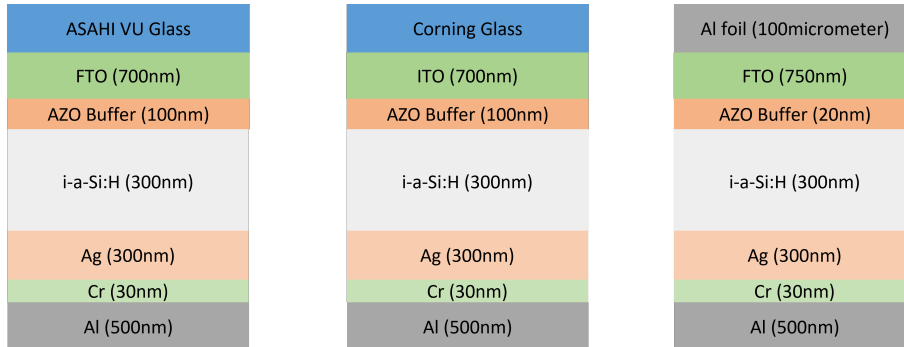 ASAHI VU Glass
FTO (700nm)
AZO Buffer (100nm)
i-a-Si:H (300nm)
Ag (300nm)
Cr (30nm)
Al (500nm)
Corning Glass
ITO (700nm)
AZO Buffer (100nm)
i-a-Si:H (300nm)
Ag (300nm)
Cr (30nm)
Al (500nm)
Al foil (100micrometer)
FTO (750nm)
AZO Buffer (20nm)
i-a-Si:H (300nm)
Ag (300nm)
Cr (30nm)
Al (500nm)